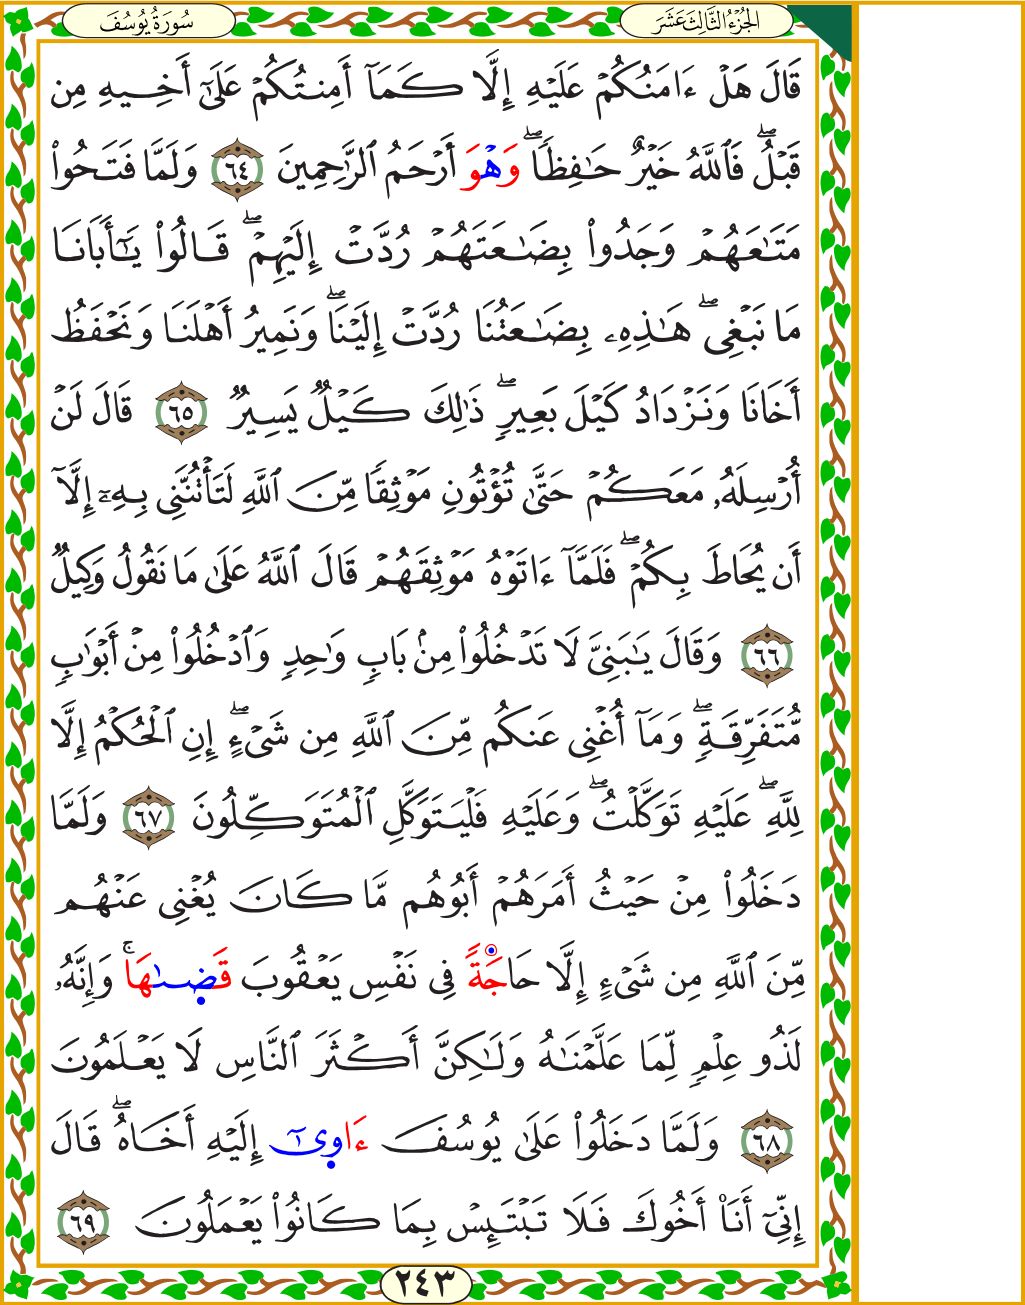 سُورَةُ يُوسُفَ
الجُزْءُ الثَّالِثَ عَشَرَ
قَالَ هَلْ ءَامَنُكُمْ عَلَيْهِ إِلَّا كَمَآ أَمِنتُكُمْ عَلَىٰٓ أَخِيهِ مِن
قَبْلُۖ فَٱللَّهُ خَيْرٌ حَٰفِظًاۖ وَهْوَ أَرْحَمُ ٱلرَّٰحِمِينَ ٦٤ وَلَمَّا فَتَحُوا۟
مَتَٰعَهُمْ وَجَدُوا۟ بِضَٰعَتَهُمْ رُدَّتْ إِلَيْهِمْۖ قَالُوا۟ يَٰٓأَبَانَا
مَا نَبْغِىۖ هَٰذِهِۦ بِضَٰعَتُنَا رُدَّتْ إِلَيْنَاۖ وَنَمِيرُ أَهْلَنَا وَنَحْفَظُ
أَخَانَا وَنَزْدَادُ كَيْلَ بَعِيرٍۖ ذَٰلِكَ كَيْلٌ يَسِيرٌ ٦٥ قَالَ لَنْ
أُرْسِلَهُۥ مَعَكُمْ حَتَّىٰ تُؤْتُونِ مَوْثِقًا مِّنَ ٱللَّهِ لَتَأْتُنَّنِى بِهِۦٓ إِلَّآ
أَن يُحَاطَ بِكُمْۖ فَلَمَّآ ءَاتَوْهُ مَوْثِقَهُمْ قَالَ ٱللَّهُ عَلَىٰ مَا نَقُولُ وَكِيلٌ
٦٦ وَقَالَ يَٰبَنِىَّ لَا تَدْخُلُوا۟ مِنۢ بَابٍ وَٰحِدٍ وَٱدْخُلُوا۟ مِنْ أَبْوَٰبٍ
مُّتَفَرِّقَةٍۖ وَمَآ أُغْنِى عَنكُم مِّنَ ٱللَّهِ مِن شَىْءٍۖ إِنِ ٱلْحُكْمُ إِلَّا
لِلَّهِۖ عَلَيْهِ تَوَكَّلْتُۖ وَعَلَيْهِ فَلْيَتَوَكَّلِ ٱلْمُتَوَكِّلُونَ ٦٧ وَلَمَّا
دَخَلُوا۟ مِنْ حَيْثُ أَمَرَهُمْ أَبُوهُم مَّا كَانَ يُغْنِى عَنْهُم
مِّنَ ٱللَّهِ مِن شَىْءٍ إِلَّا حَاجَةً فِى نَفْسِ يَعْقُوبَ قَضِىٰهَاۚ وَإِنَّهُۥ
لَذُو عِلْمٍ لِّمَا عَلَّمْنَٰهُ وَلَٰكِنَّ أَكْثَرَ ٱلنَّاسِ لَا يَعْلَمُونَ
٦٨ وَلَمَّا دَخَلُوا۟ عَلَىٰ يُوسُفَ ءَاوِىٰٓ إِلَيْهِ أَخَاهُۖ قَالَ
إِنِّىٓ أَنَا۠ أَخُوكَ فَلَا تَبْتَئِسْ بِمَا كَانُوا۟ يَعْمَلُونَ ٦٩
٢٤٣